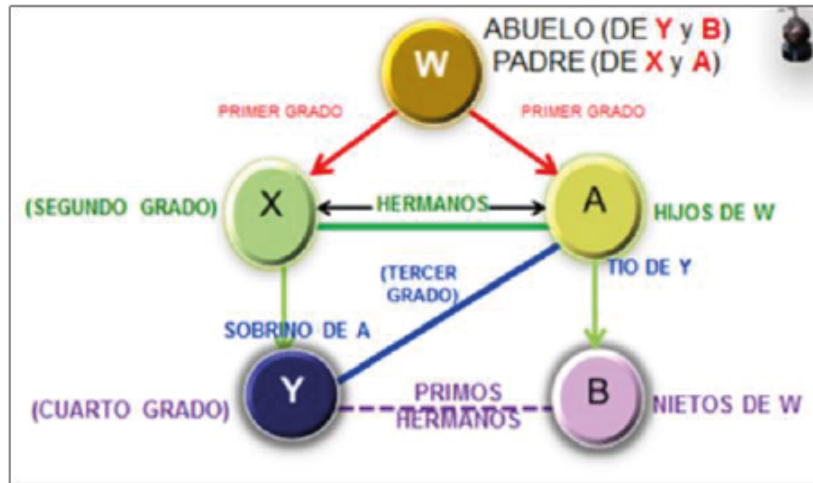 ABUELO (DE Y y B)
PADRE (DE X y A)
W
PRIMER GRADO
PRIMER GRADO
(SEGUNDO GRADO)
X
HERMANOS
A
HIJOS DE W
(TERCER
GRADO)
TIO DE Y
SOBRINO DE A
(CUARTO GRADO)
Y
PRIMOS
HERMANOS
B
NIETOS DE W